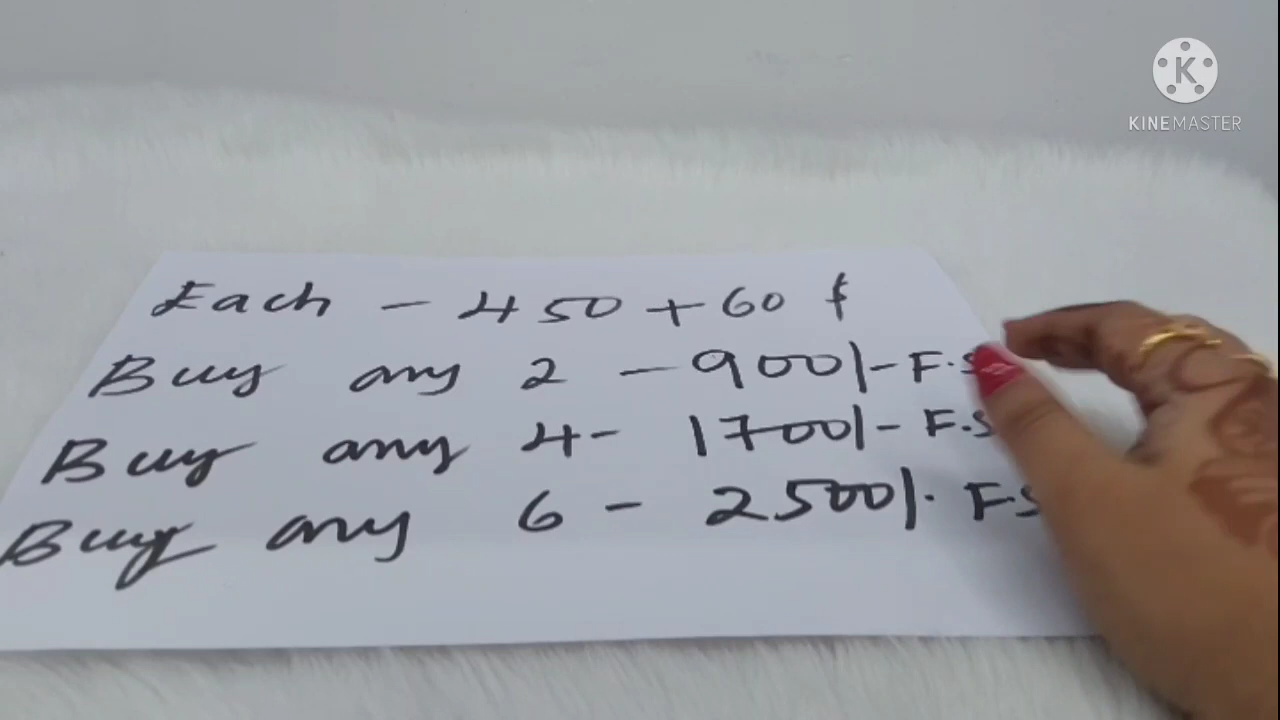 KINEMASTER
Each - 450 + 60 $
Buy any 2 - 900/- F.S
Buy any 4 - 1700/- F.S
Buy any 6 - 2500/. F.S